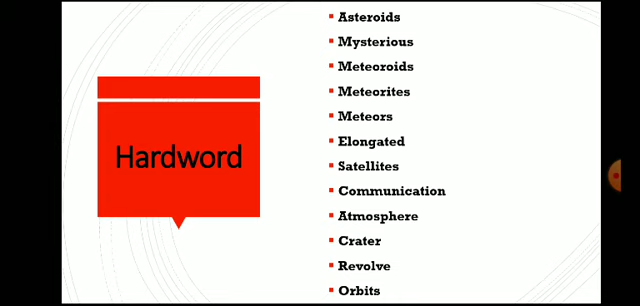 Hardword
Asteroids
Mysterious
Meteoroids
Meteorites
Meteors
Elongated
Satellites
Communication
Atmosphere
Crater
Revolve
Orbits